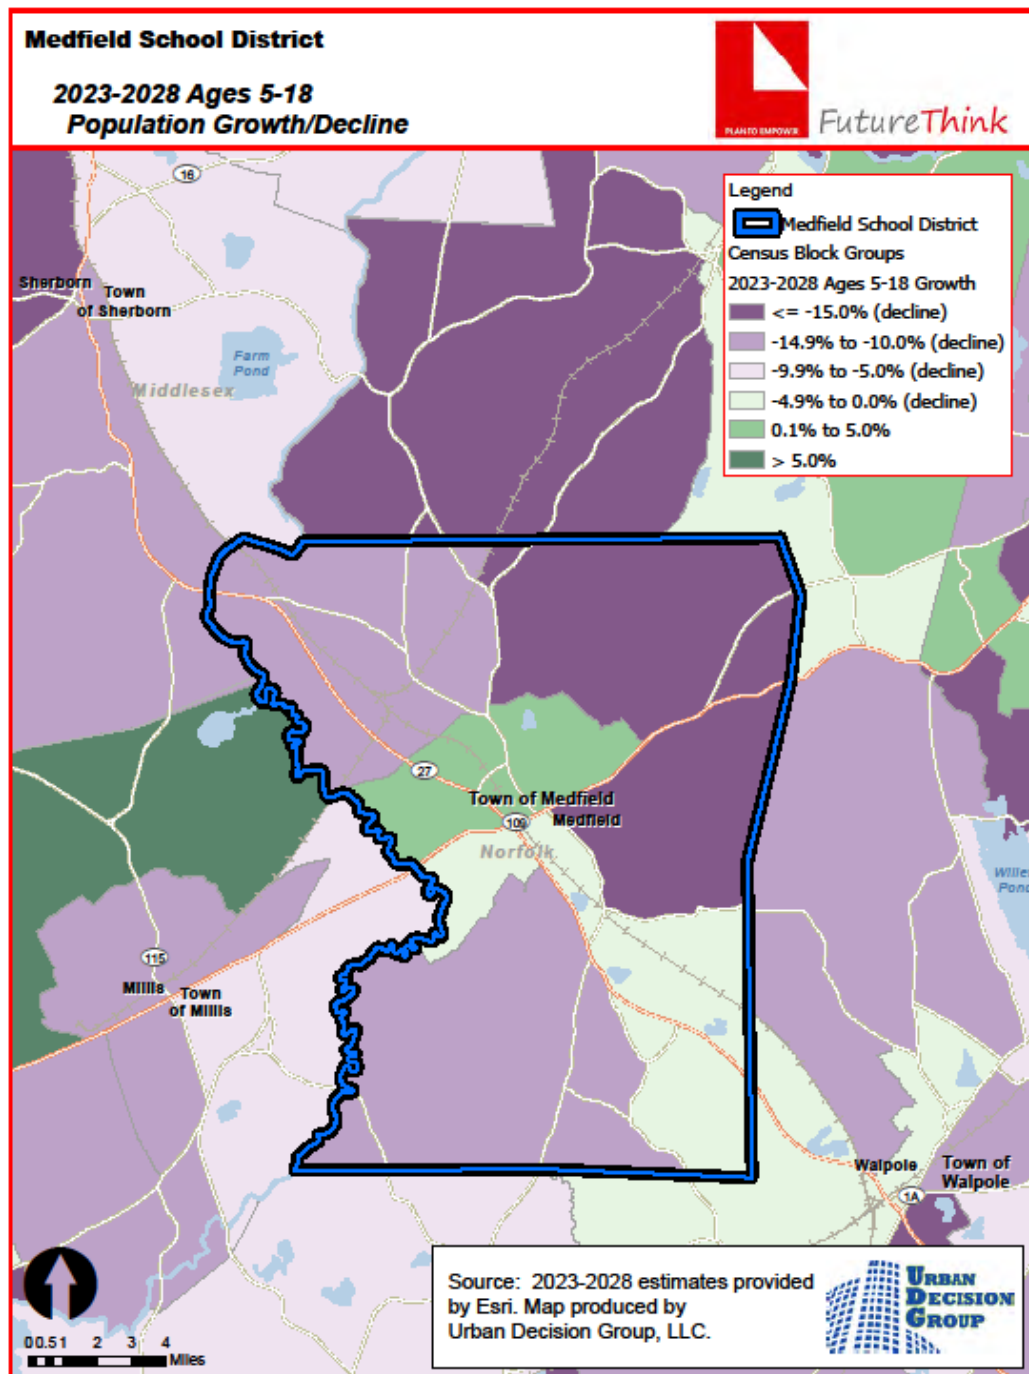 Medfield School District
2023-2028 Ages 5-18
Population Growth/Decline
PLAN TO EMPOWER
FutureThink
Legend
Medfield School District
Census Block Groups
2023-2028 Ages 5-18 Growth
<= -15.0% (decline)
-14.9% to -10.0% (decline)
-9.9% to -5.0% (decline)
-4.9% to 0.0% (decline)
0.1% to 5.0%
> 5.0%
16
Sherborn
Town
of Sherborn
Farm
Pond
Middlesex
27
Town of Medfield
109
Medfield
Norfolk
Pond
115
Millis
Town
of Millis
Walpole
Town of
Walpole
1A
0 0.5 1 2 3 4
Miles
Source: 2023-2028 estimates provided
by Esri. Map produced by
Urban Decision Group, LLC.
URBAN
DECISION
GROUP